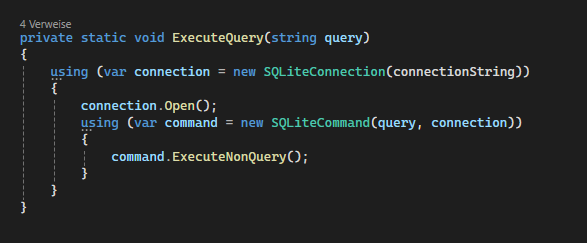 4 Verweise
private static void ExecuteQuery(string query)
{
    using (var connection = new SQLiteConnection(connectionString))
    {
        connection.Open();
        using (var command = new SQLiteCommand(query, connection))
        {
            command.ExecuteNonQuery();
        }
    }
}